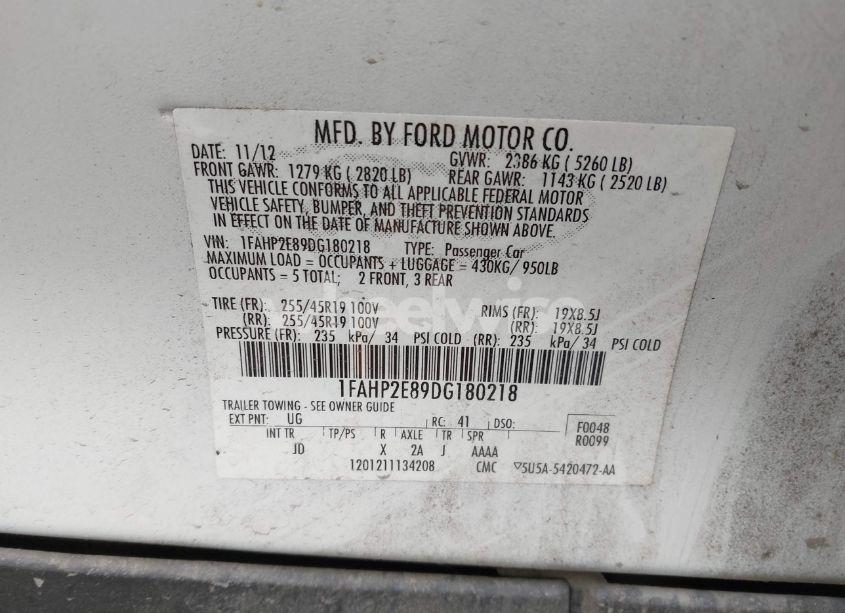 MFD. BY FORD MOTOR CO.
DATE: 11/12 GVWR: 2386 KG ( 5260 LB)
FRONT GAWR: 1279 KG ( 2820 LB) REAR GAWR: 1143 KG ( 2520 LB)
THIS VEHICLE CONFORMS TO ALL APPLICABLE FEDERAL MOTOR
VEHICLE SAFETY, BUMPER, AND THEFT PREVENTION STANDARDS
IN EFFECT ON THE DATE OF MANUFACTURE SHOWN ABOVE.
VIN: 1FAHP2E89DG180218 TYPE: Passenger Car
MAXIMUM LOAD = OCCUPANTS + LUGGAGE = 430KG/ 950LB
OCCUPANTS = 5 TOTAL; 2 FRONT, 3 REAR
wheelwire
TIRE (FR): 255/45R19 100V RIMS (FR): 19X8.5J
(RR): 255/45R19 100V (RR): 19X8.5J
PRESSURE (FR): 235 kPa/ 34 PSI COLD (RR): 235 kPa/ 34 PSI COLD
1FAHP2E89DG180218
TRAILER TOWING - SEE OWNER GUIDE
EXT PNT: UG RC: 41 DSO: F0048
INT TR TP/PS R AXLE TR SPR R0099
JD X 2A J AAAA
1201211134208 CMC ▽5U5A-5420472-AA